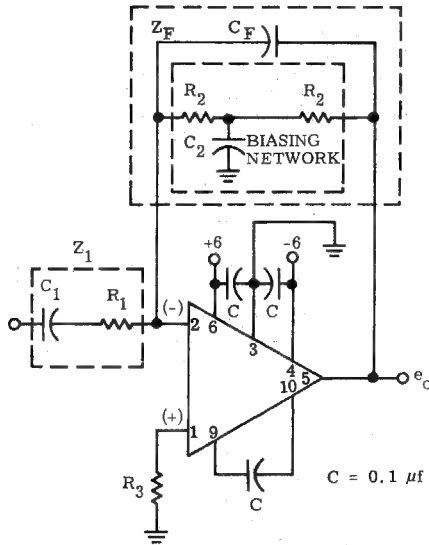 Z_F
C_F
R_2
R_2
C_2
BIASING
NETWORK
Z_1
C_1
R_1
+6
-6
C
C
(-)
2
6
3
4
10
5
e_o
(+)
1
9
R_3
C
C = 0.1 μf